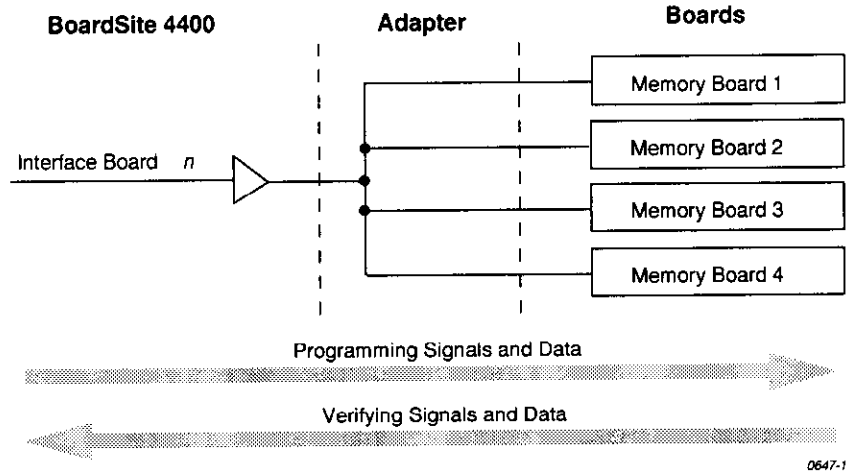 BoardSite 4400 Adapter Boards
Memory Board 1
Memory Board 2
Interface Board n
Memory Board 3
Memory Board 4
Programming Signals and Data
Verifying Signals and Data
0647-1